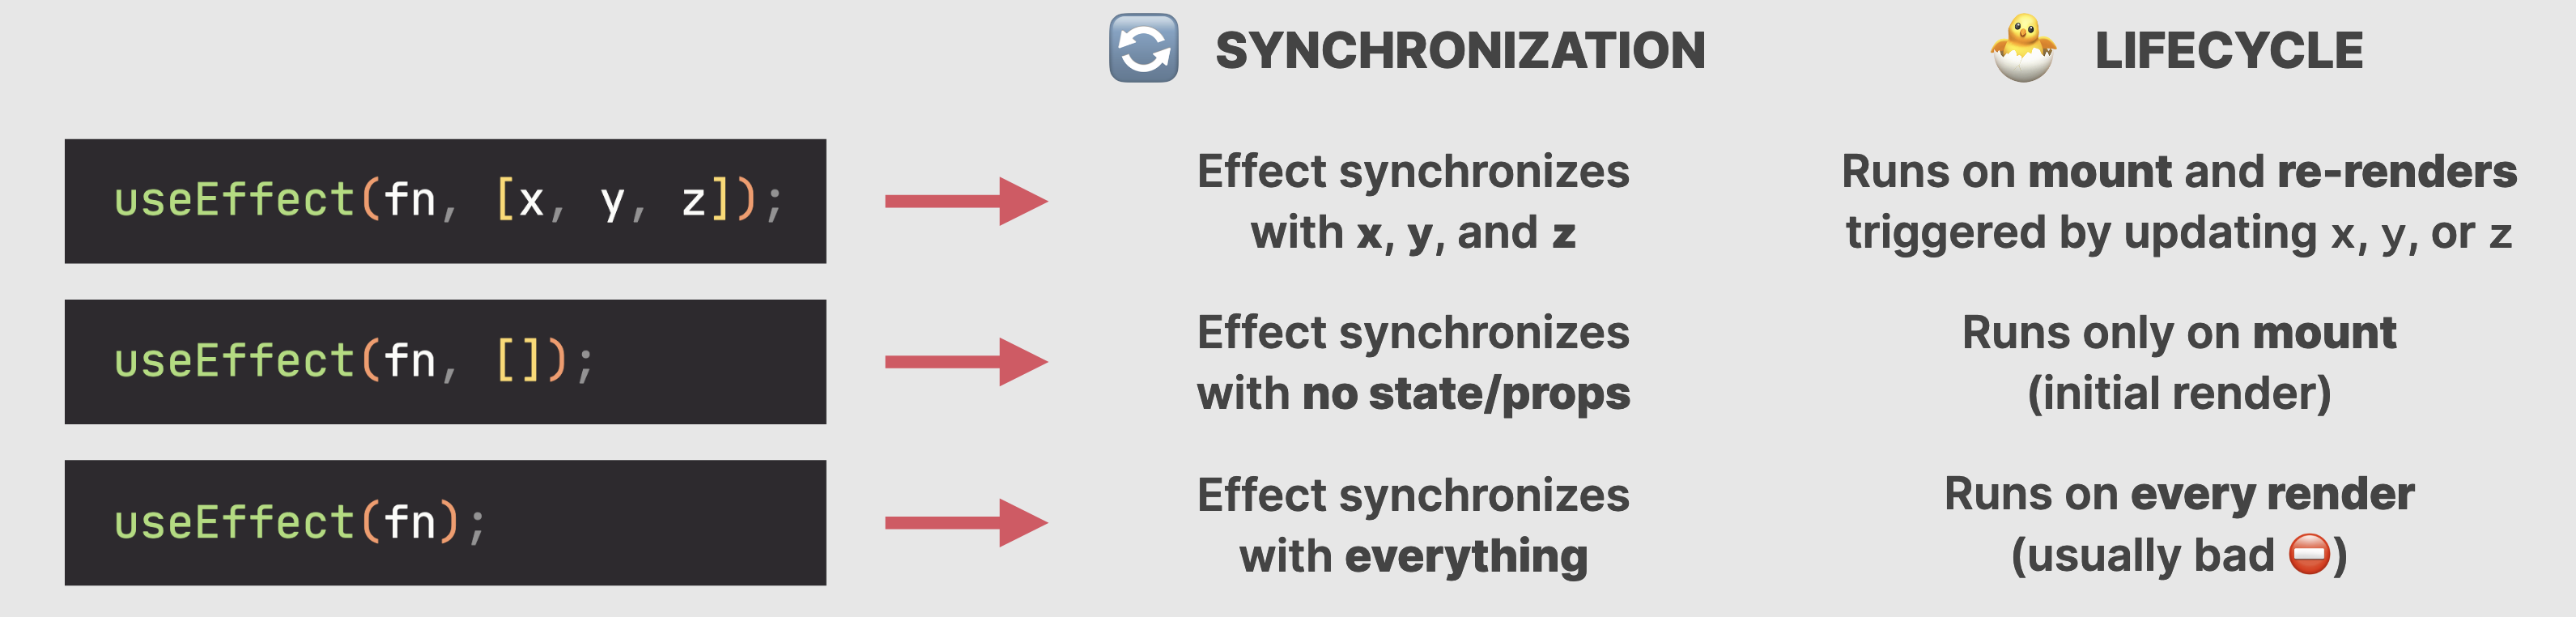 SYNCHRONIZATION
LIFECYCLE
useEffect(fn, [x, y, z]);
Effect synchronizes
with x, y, and z
Runs on mount and re-renders
triggered by updating x, y, or z
useEffect(fn, []);
Effect synchronizes
with no state/props
Runs only on mount
(initial render)
useEffect(fn);
Effect synchronizes
with everything
Runs on every render
(usually bad ⛔)